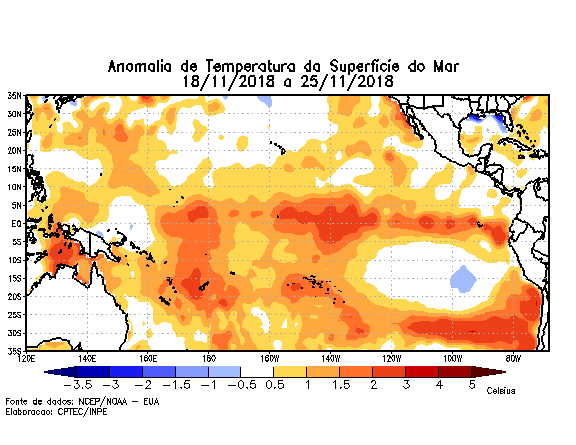 Anomalia de Temperatura da Superfície do Mar
18/11/2018 a 25/11/2018
35N
30N
25N
20N
15N
10N
5N
EQ
5S
10S
15S
20S
25S
30S
35S
120E 140E 160E 180 160W 140W 120W 100W 80W
-3.5 -3 -2 -1.5 -1 -0.5 0.5 1 1.5 2 3 4 5
Celsius
Fonte de dados: NCEP/NOAA - EUA
Elaboracao: CPTEC/INPE